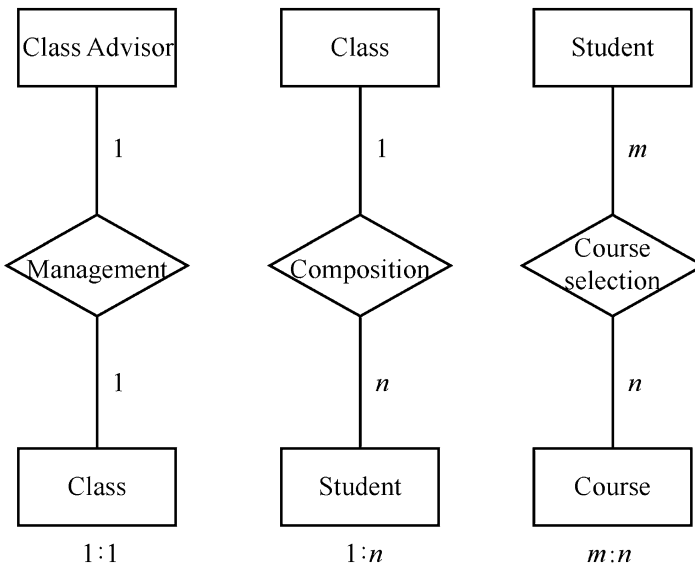 Class Advisor
1
Management
1
Class
1:1
Class
1
Composition
n
Student
1:n
Student
m
Course
selection
n
Course
m:n